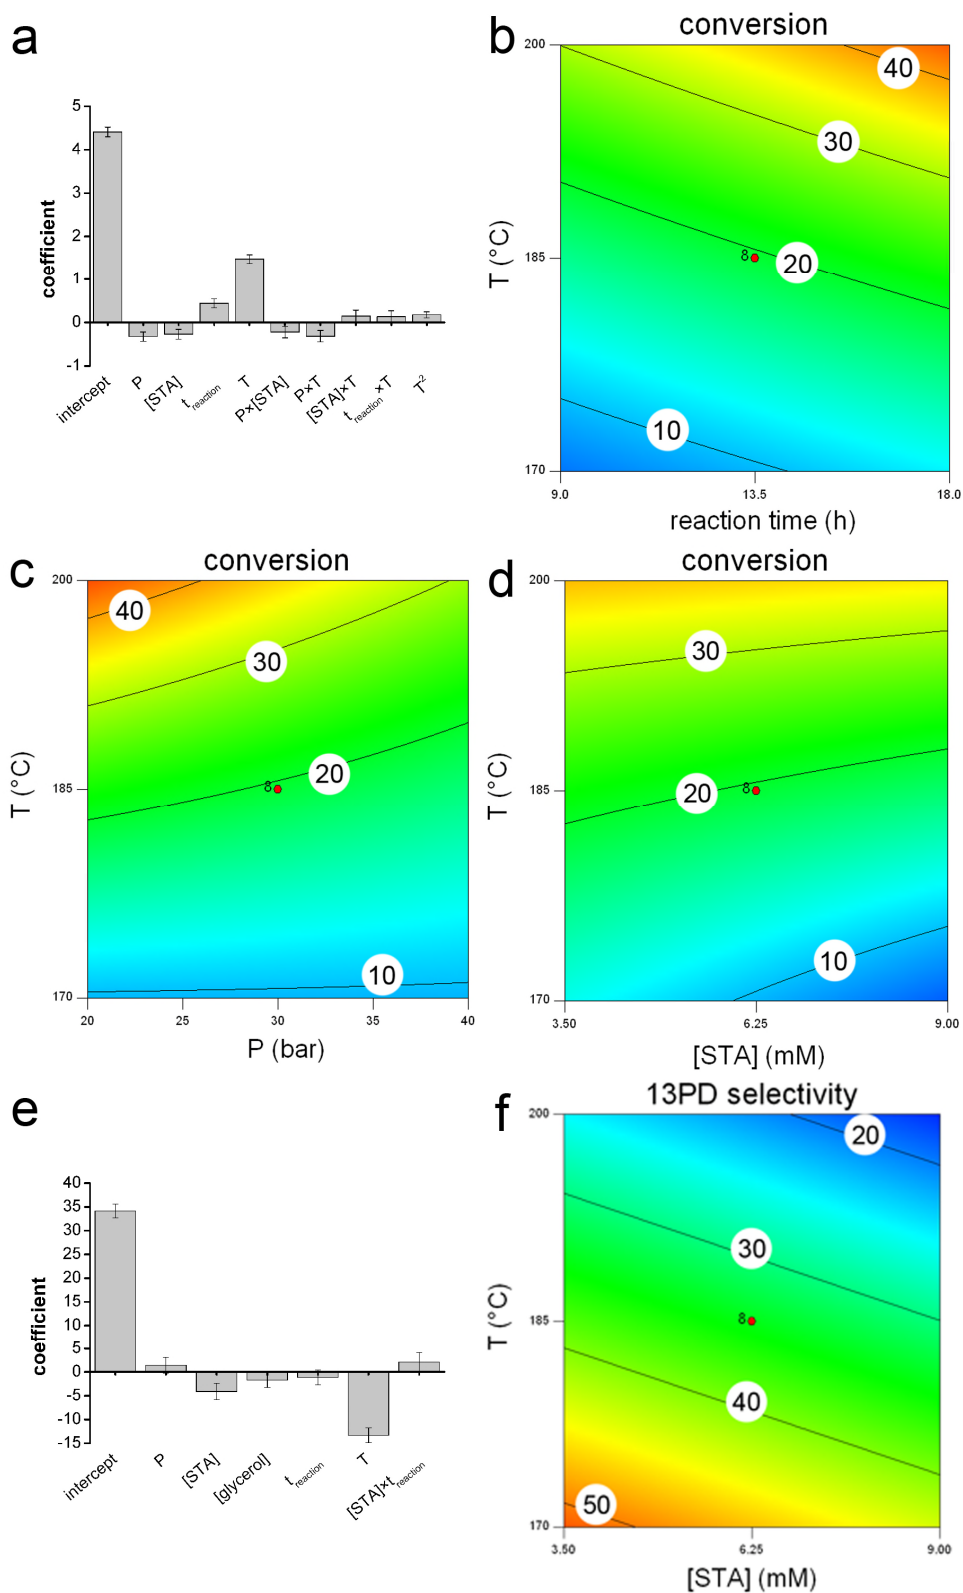 a
5
4
3
2
1
0
-1
coefficient
intercept
P
[STA]
t reaction
T
P×[STA]
P×T
[STA]×T
t reaction×T
T²
b
conversion
200
185
170
T (°C)
40
30
20
10
8
9.0 13.5 18.0
reaction time (h)
c
conversion
200
185
170
T (°C)
40
30
20
10
8
20 25 30 35 40
P (bar)
d
conversion
200
185
170
T (°C)
30
20
10
8
3.50 6.25 9.00
[STA] (mM)
e
40
35
30
25
20
15
10
5
0
-5
-10
-15
coefficient
intercept
P
[STA]
[glycerol]
t reaction
T
[STA]×t reaction
f
13PD selectivity
200
185
170
T (°C)
20
30
40
50
8
3.50 6.25 9.00
[STA] (mM)